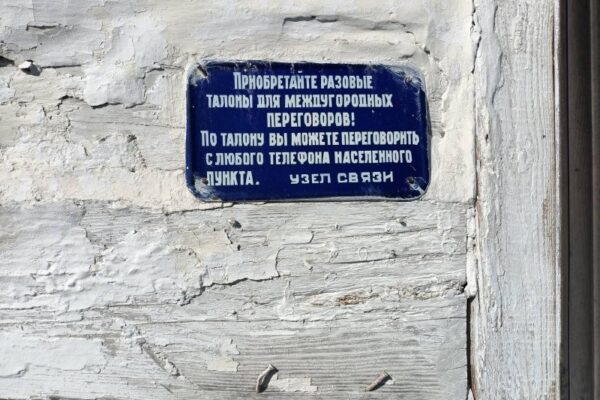 Приобретайте разовые
талоны для междугородных
переговоров!
По талону вы можете переговорить
с любого телефона населенного
пункта. узел связи